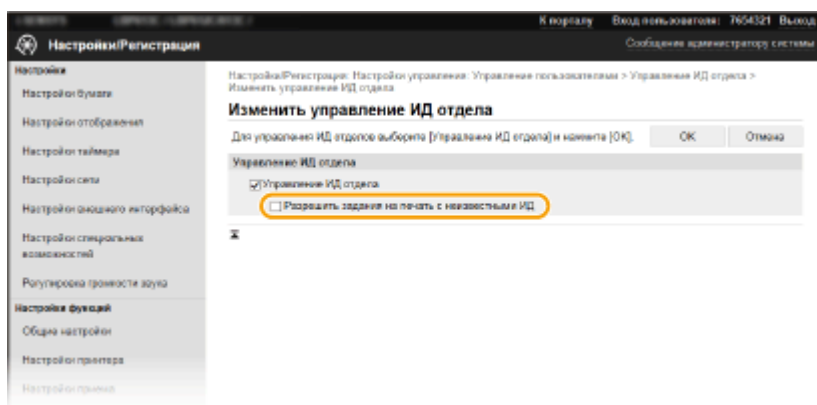 К порталу Вход пользователя: 7654321 Выход
Настройки/Регистрация
Сообщение администратору системы
Настройки
Настройки бумаги
Настройки отображения
Настройки таймера
Настройки сети
Настройки внешнего интерфейса
Настройки специальных
возможностей
Регулировка громкости звука
Настройки функций
Общие настройки
Настройки принтера
Настройки приема
Настройки/Регистрация: Настройки управления: Управление пользователями > Управление ИД отдела >
Изменить управление ИД отдела
Изменить управление ИД отдела
Для управления ИД отделов выберите [Управление ИД отдела] и нажмите [OK].
OK
Отмена
Управление ИД отдела
Управление ИД отдела
Разрешить задания на печать с неизвестными ИД